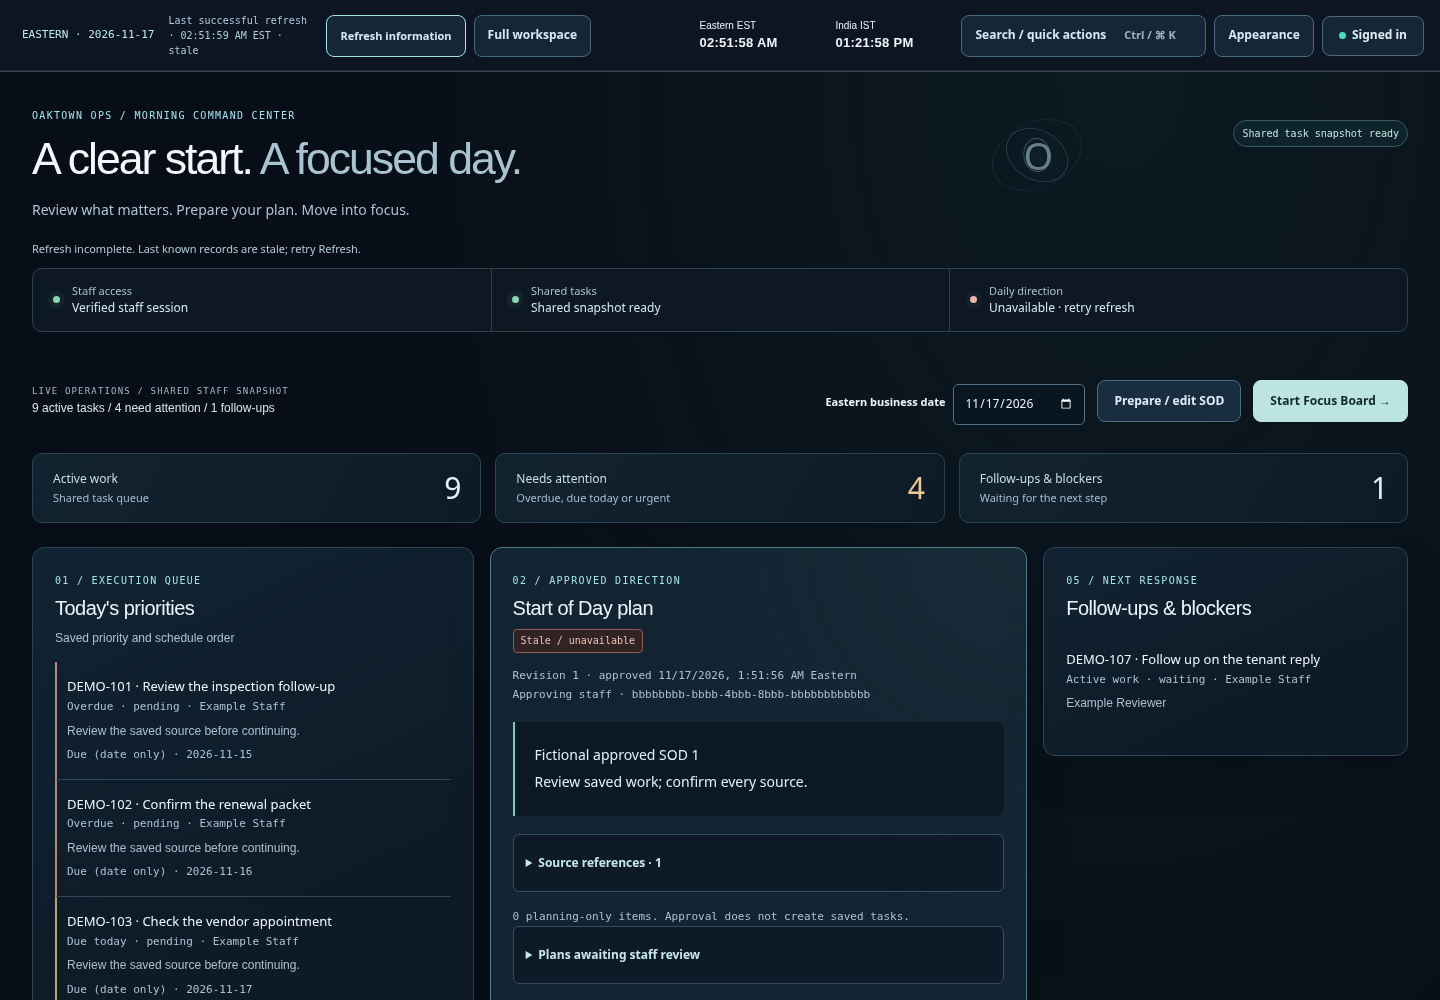 EASTERN · 2026-11-17
Last successful refresh
· 02:51:59 AM EST ·
stale
Refresh information
Full workspace
Eastern EST
02:51:58 AM
India IST
01:21:58 PM
Search / quick actions Ctrl / ⌘ K
Appearance
Signed in
OAKTOWN OPS / MORNING COMMAND CENTER
A clear start. A focused day.
O
Shared task snapshot ready
Review what matters. Prepare your plan. Move into focus.
Refresh incomplete. Last known records are stale; retry Refresh.
Staff access
Verified staff session
Shared tasks
Shared snapshot ready
Daily direction
Unavailable · retry refresh
LIVE OPERATIONS / SHARED STAFF SNAPSHOT
9 active tasks / 4 need attention / 1 follow-ups
Eastern business date
11/17/2026
Prepare / edit SOD
Start Focus Board →
Active work
Shared task queue
9
Needs attention
Overdue, due today or urgent
4
Follow-ups & blockers
Waiting for the next step
1
01 / EXECUTION QUEUE
Today's priorities
Saved priority and schedule order
DEMO-101 · Review the inspection follow-up
Overdue · pending · Example Staff
Review the saved source before continuing.
Due (date only) · 2026-11-15
DEMO-102 · Confirm the renewal packet
Overdue · pending · Example Staff
Review the saved source before continuing.
Due (date only) · 2026-11-16
DEMO-103 · Check the vendor appointment
Due today · pending · Example Staff
Review the saved source before continuing.
Due (date only) · 2026-11-17
02 / APPROVED DIRECTION
Start of Day plan
Stale / unavailable
Revision 1 · approved 11/17/2026, 1:51:56 AM Eastern
Approving staff · bbbbbbbb-bbbb-4bbb-8bbb-bbbbbbbbbbbb
Fictional approved SOD 1
Review saved work; confirm every source.
▶ Source references · 1
0 planning-only items. Approval does not create saved tasks.
▶ Plans awaiting staff review
05 / NEXT RESPONSE
Follow-ups & blockers
DEMO-107 · Follow up on the tenant reply
Active work · waiting · Example Staff
Example Reviewer